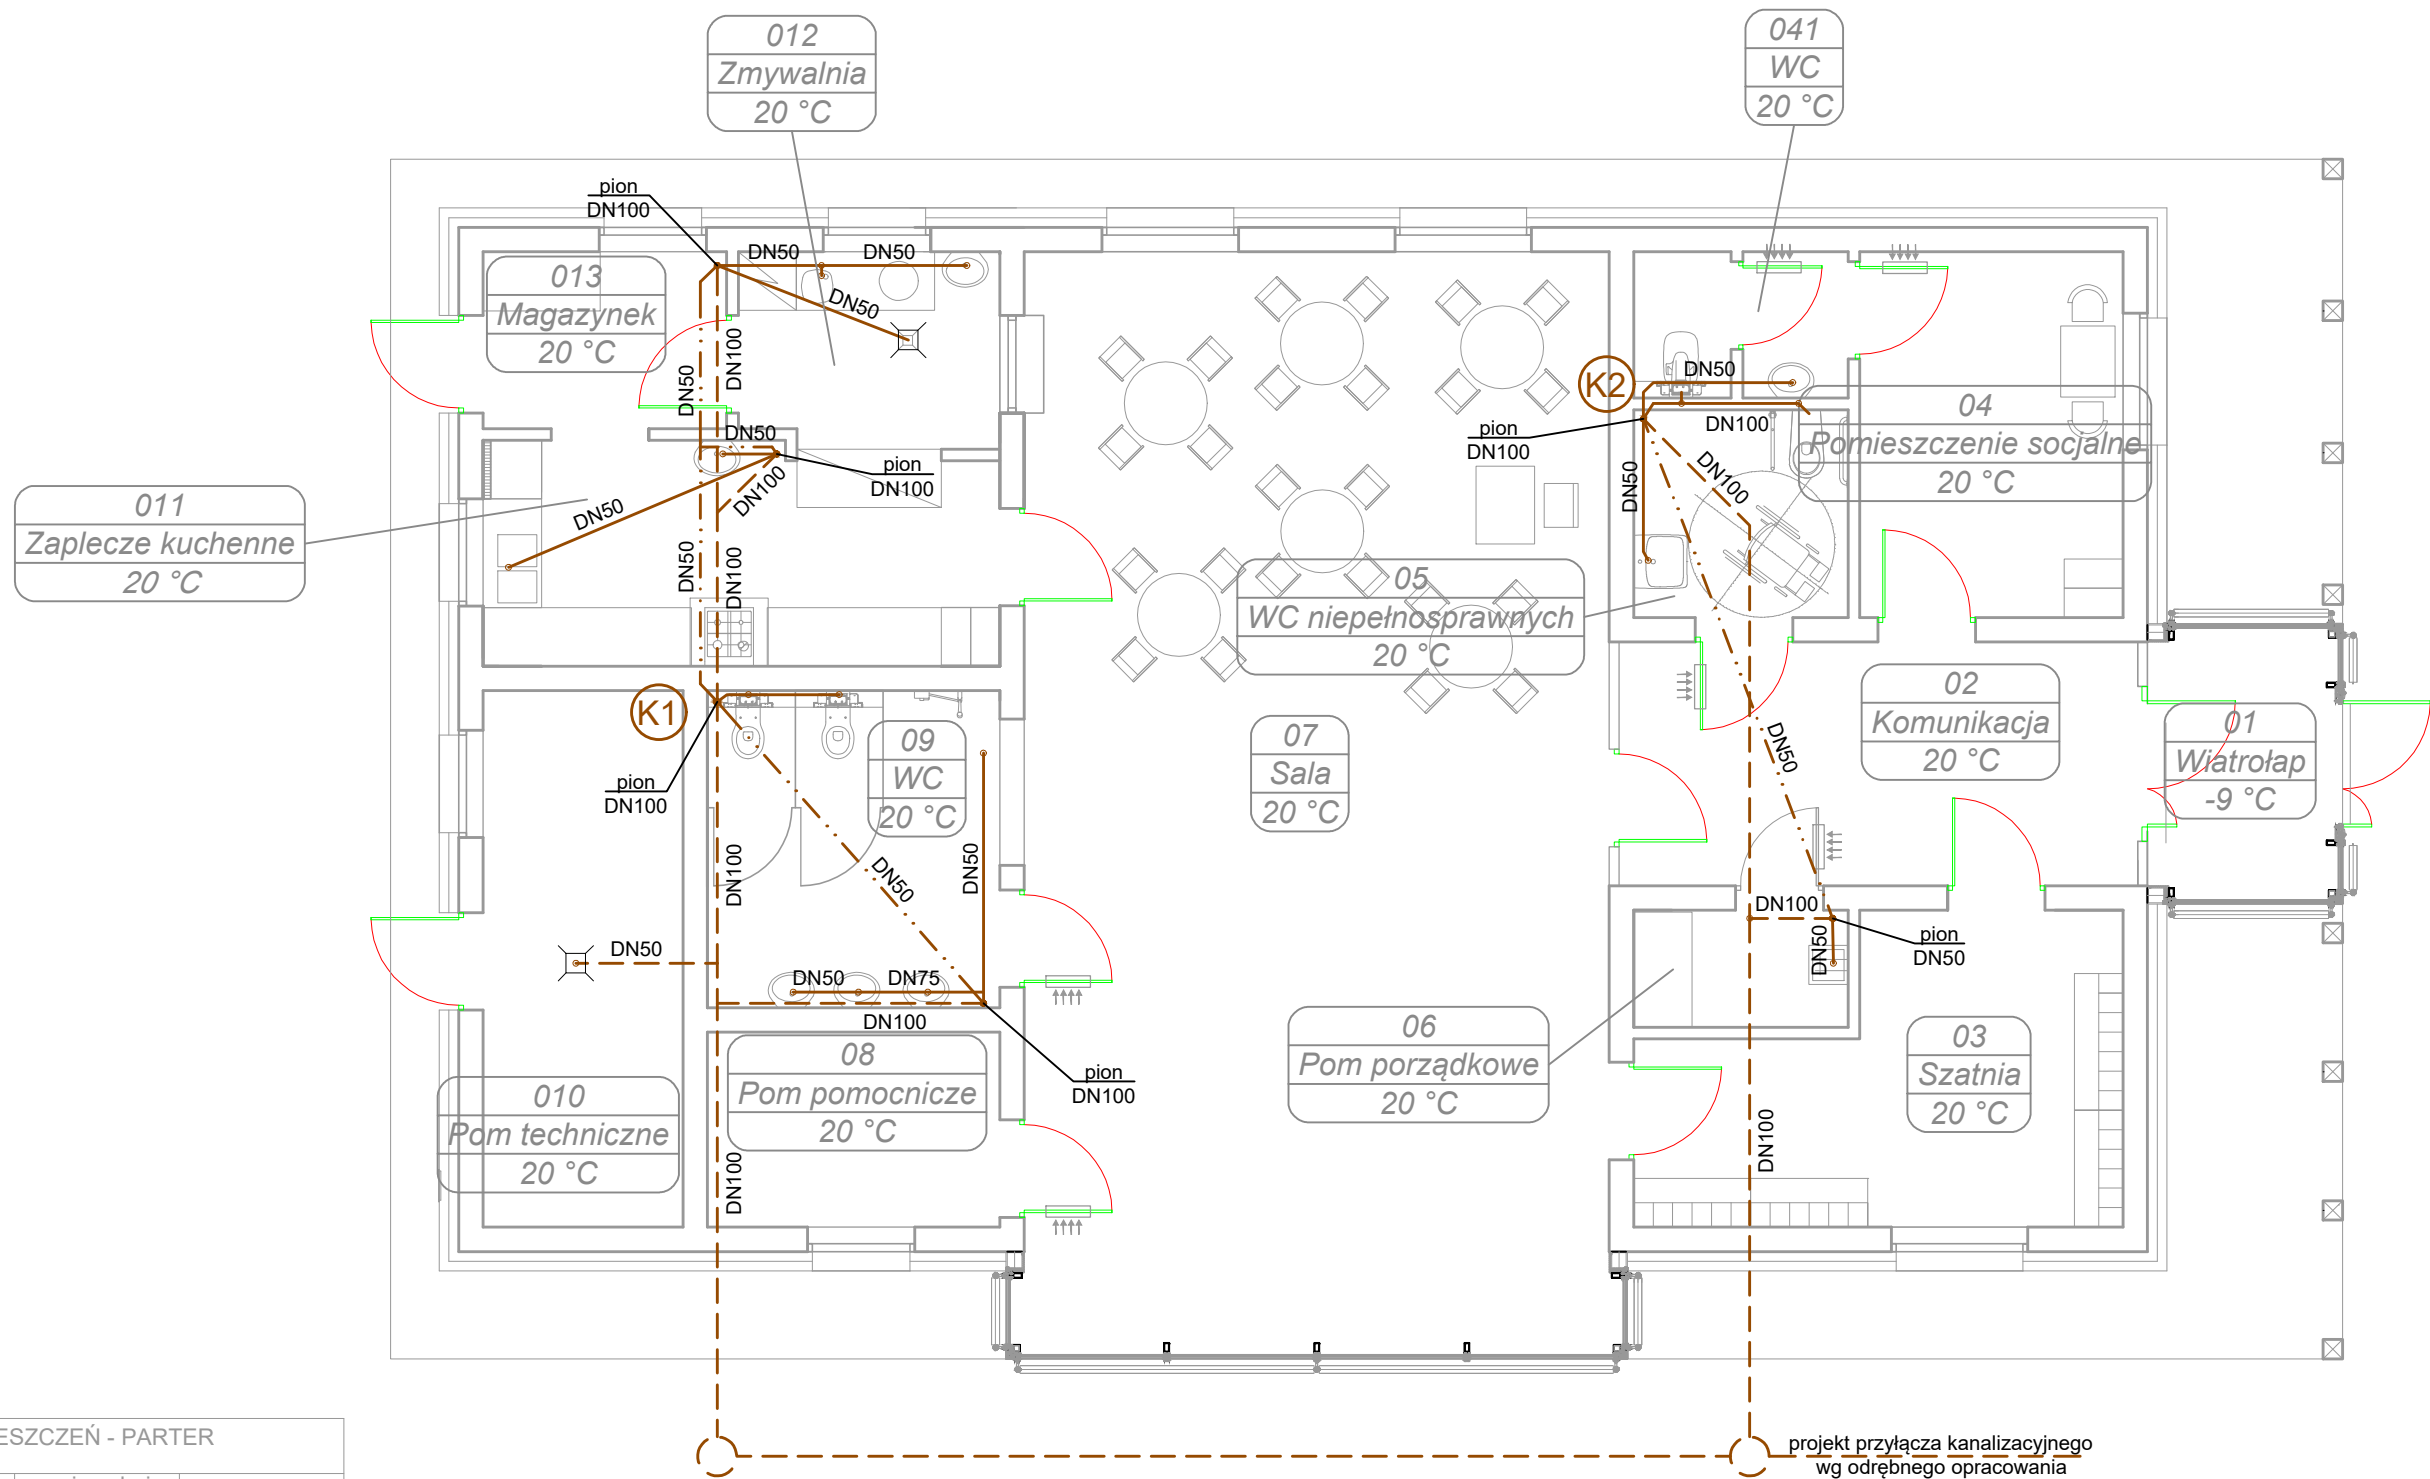 012
Zmywalnia
20 °C
041
WC
20 °C
pion
DN100
DN50
DN50
DN50
013
Magazynek
20 °C
DN50
DN100
DN50
pion
DN100
DN100
K2
DN50
DN100
pion
DN100
DN50
DN100
04
Pomieszczenie socjalne
20 °C
011
Zaplecze kuchenne
20 °C
DN50
DN50
DN100
05
WC niepełnosprawnych
20 °C
K1
pion
DN100
09
WC
20 °C
07
Sala
20 °C
02
Komunikacja
20 °C
01
Wiatrołap
-9 °C
DN50
DN100
DN50
DN50
DN50
DN50
DN75
DN100
DN100
DN50
pion
DN50
08
Pom pomocnicze
20 °C
pion
DN100
06
Pom porządkowe
20 °C
03
Szatnia
20 °C
010
Pom techniczne
20 °C
DN100
DN100
ESZCZEŃ - PARTER
projekt przyłącza kanalizacyjnego
wg odrębnego opracowania